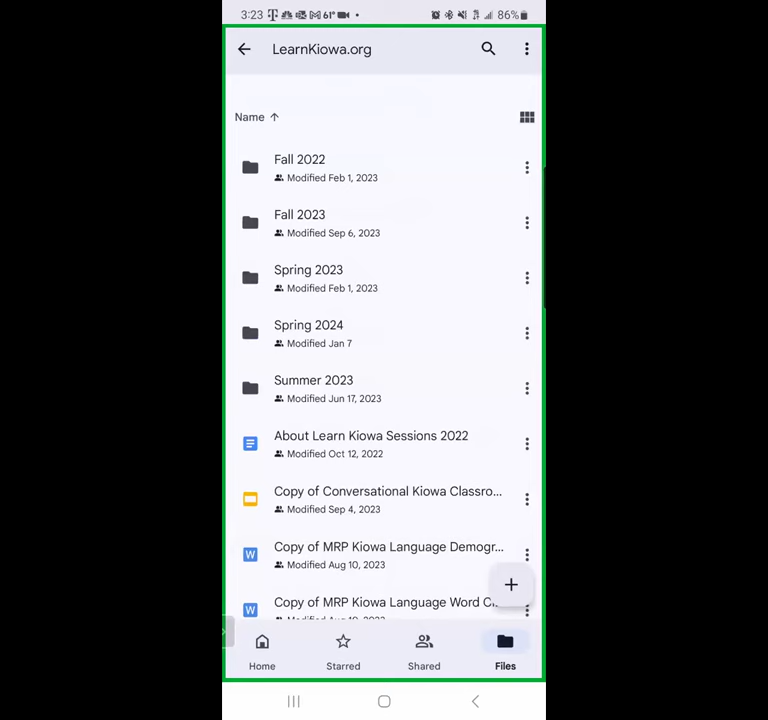 3:23 61° 86%
LearnKiowa.org
Name
Fall 2022
Modified Feb 1, 2023
Fall 2023
Modified Sep 6, 2023
Spring 2023
Modified Feb 1, 2023
Spring 2024
Modified Jan 7
Summer 2023
Modified Jun 17, 2023
About Learn Kiowa Sessions 2022
Modified Oct 12, 2022
Copy of Conversational Kiowa Classro...
Modified Sep 4, 2023
W Copy of MRP Kiowa Language Demogr...
Modified Aug 10, 2023
W Copy of MRP Kiowa Language Word
Home Starred Shared Files